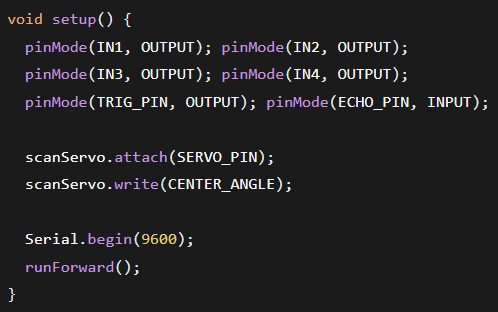 void setup() {
  pinMode(IN1, OUTPUT); pinMode(IN2, OUTPUT);
  pinMode(IN3, OUTPUT); pinMode(IN4, OUTPUT);
  pinMode(TRIG_PIN, OUTPUT); pinMode(ECHO_PIN, INPUT);

  scanServo.attach(SERVO_PIN);
  scanServo.write(CENTER_ANGLE);

  Serial.begin(9600);
  runForward();
}